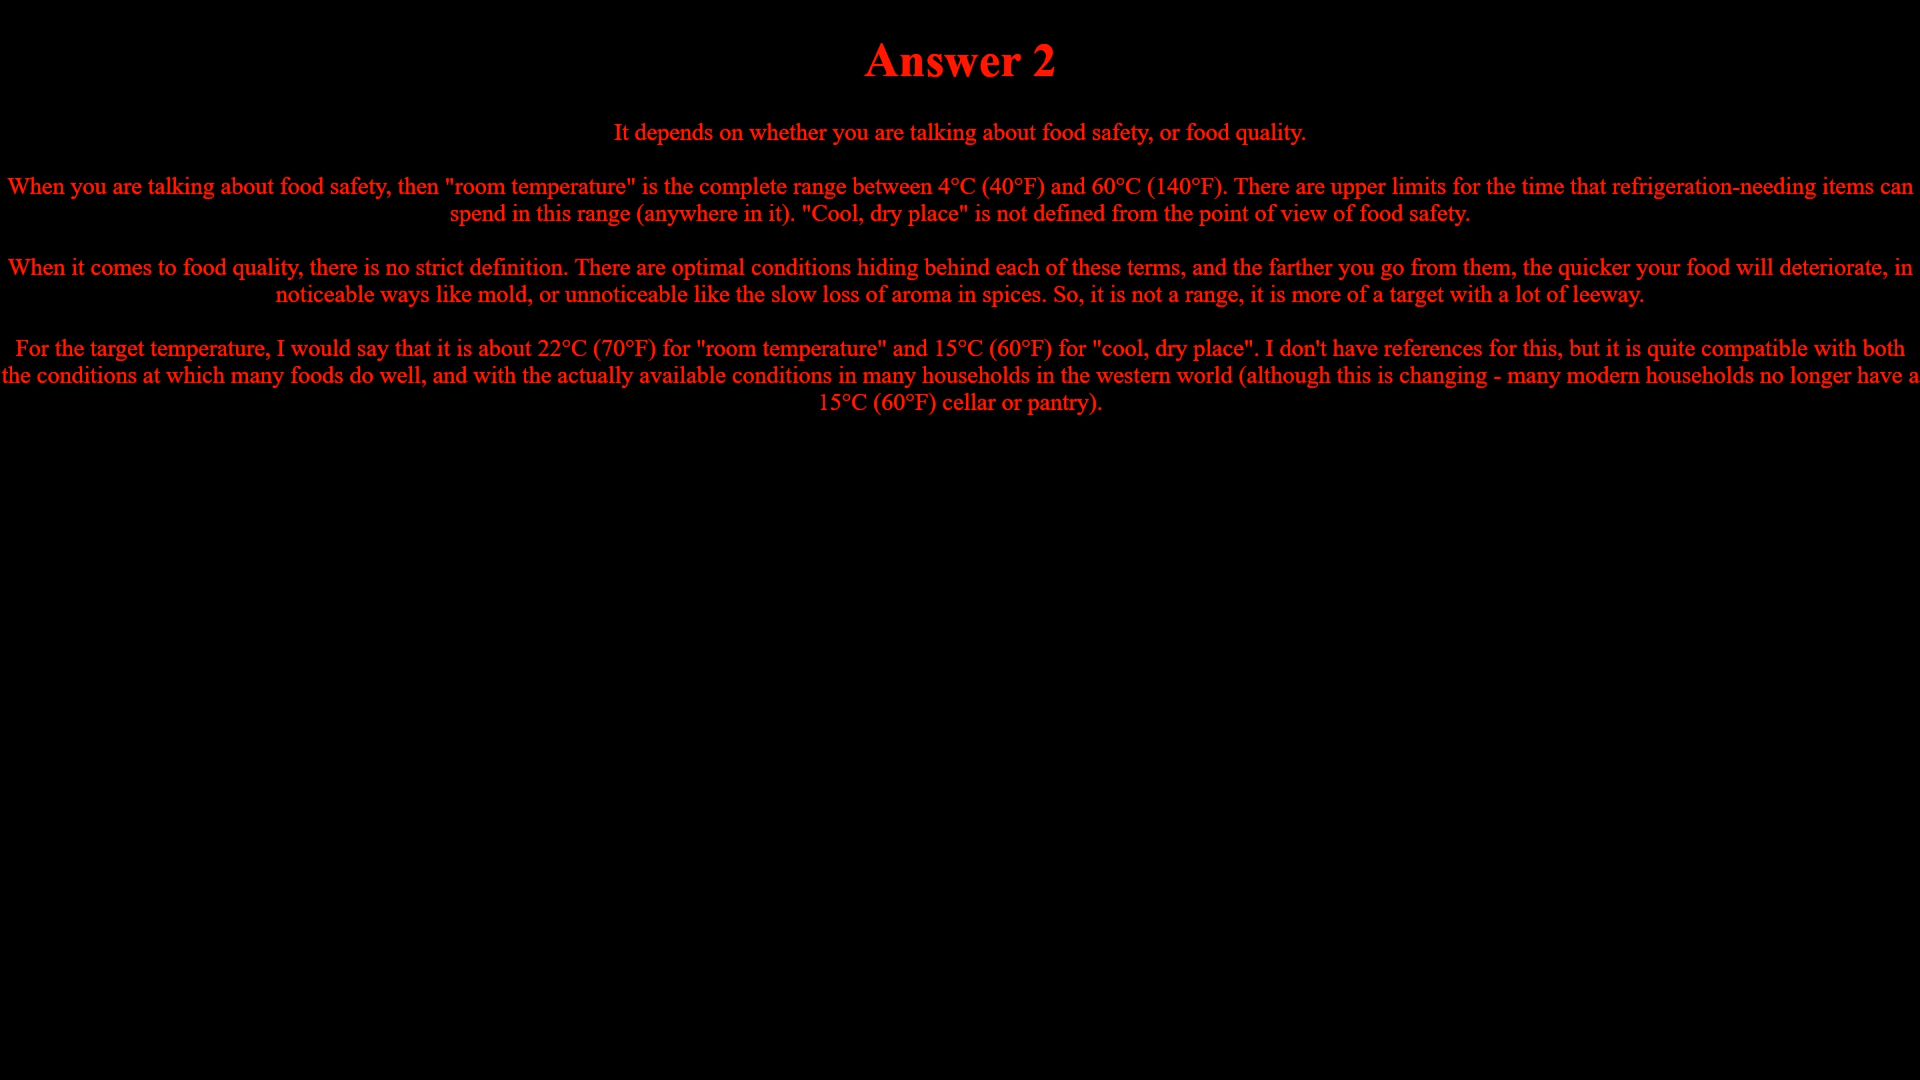 Answer 2
It depends on whether you are talking about food safety, or food quality.
When you are talking about food safety, then "room temperature" is the complete range between 4°C (40°F) and 60°C (140°F). There are upper limits for the time that refrigeration-needing items can
spend in this range (anywhere in it). "Cool, dry place" is not defined from the point of view of food safety.
When it comes to food quality, there is no strict definition. There are optimal conditions hiding behind each of these terms, and the farther you go from them, the quicker your food will deteriorate, in
noticeable ways like mold, or unnoticeable like the slow loss of aroma in spices. So, it is not a range, it is more of a target with a lot of leeway.
For the target temperature, I would say that it is about 22°C (70°F) for "room temperature" and 15°C (60°F) for "cool, dry place". I don't have references for this, but it is quite compatible with both
the conditions at which many foods do well, and with the actually available conditions in many households in the western world (although this is changing - many modern households no longer have a
15°C (60°F) cellar or pantry).